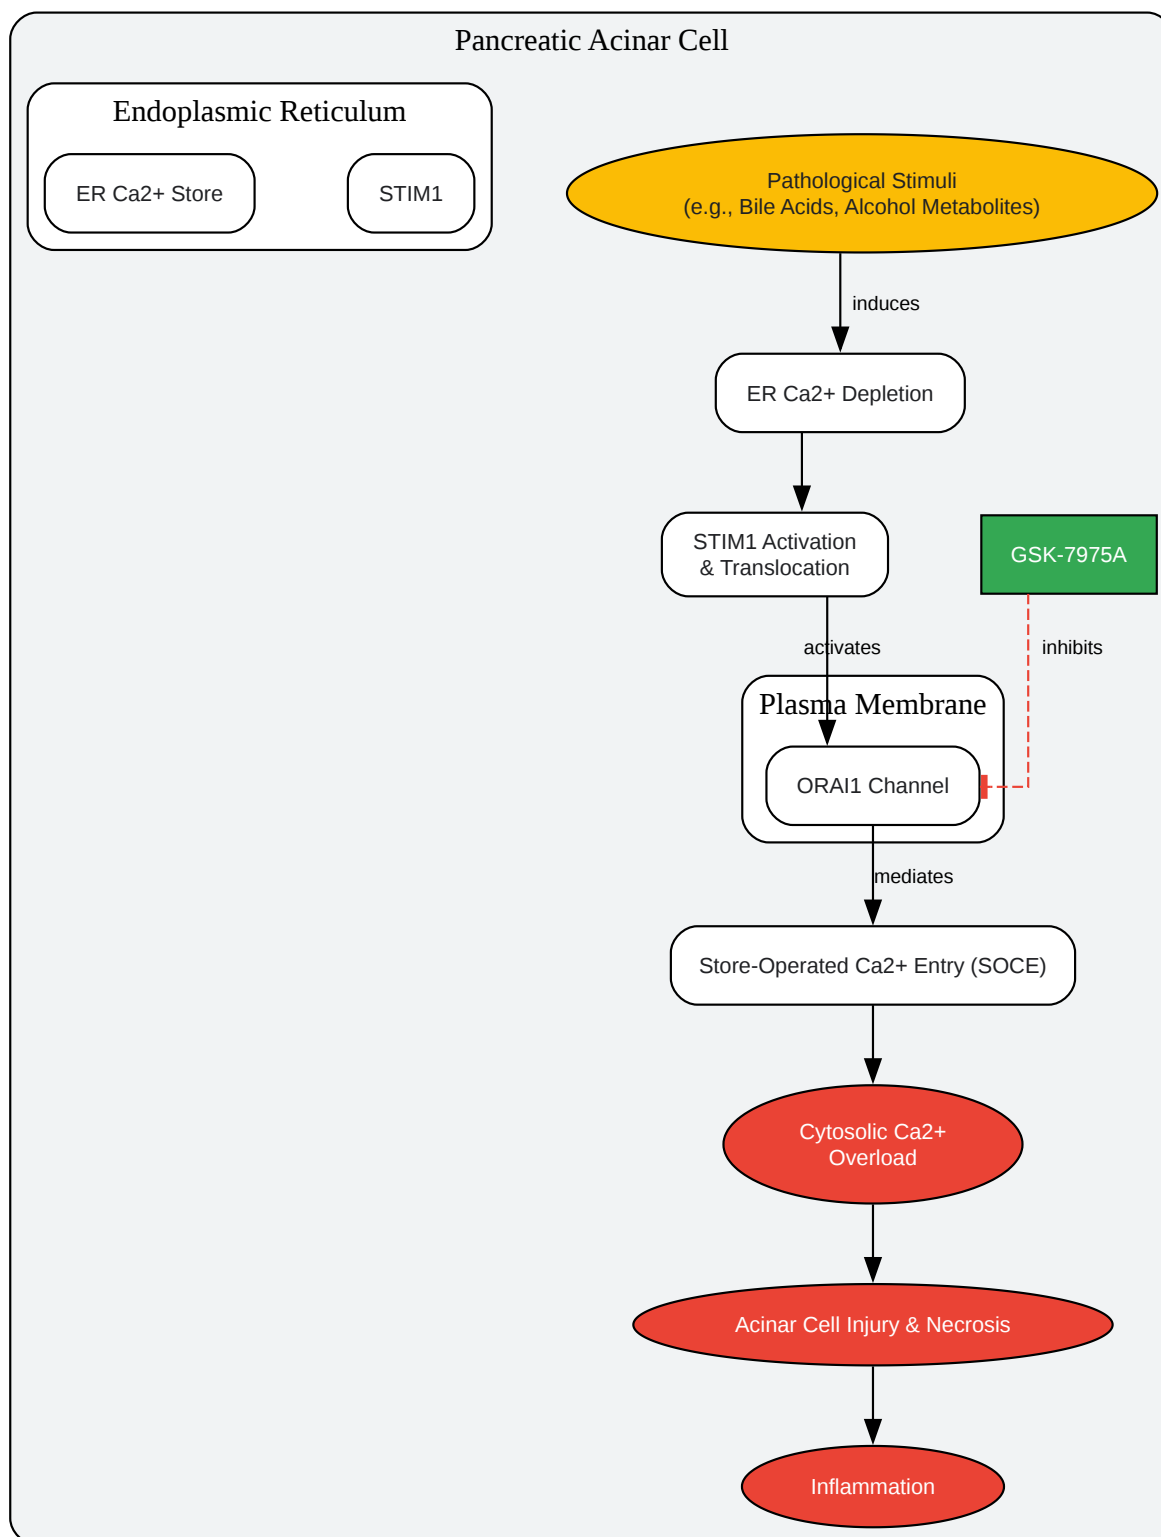 Pancreatic Acinar Cell
Endoplasmic Reticulum
ER Ca2+ Store
STIM1
Pathological Stimuli
(e.g., Bile Acids, Alcohol Metabolites)
induces
ER Ca2+ Depletion
STIM1 Activation
& Translocation
GSK-7975A
activates
inhibits
Plasma Membrane
ORAI1 Channel
mediates
Store-Operated Ca2+ Entry (SOCE)
Cytosolic Ca2+
Overload
Acinar Cell Injury & Necrosis
Inflammation